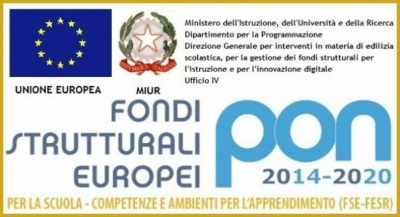 Ministero dell'Istruzione, dell'Università e della Ricerca
Dipartimento per la Programmazione
Direzione Generale per interventi in materia di edilizia
scolastica, per la gestione dei fondi strutturali per
l'istruzione e per l'innovazione digitale
Ufficio IV
UNIONE EUROPEA
MIUR
FONDI
STRUTTURALI
EUROPEI
pon
2014-2020
PER LA SCUOLA - COMPETENZE E AMBIENTI PER L'APPRENDIMENTO (FSE-FESR)